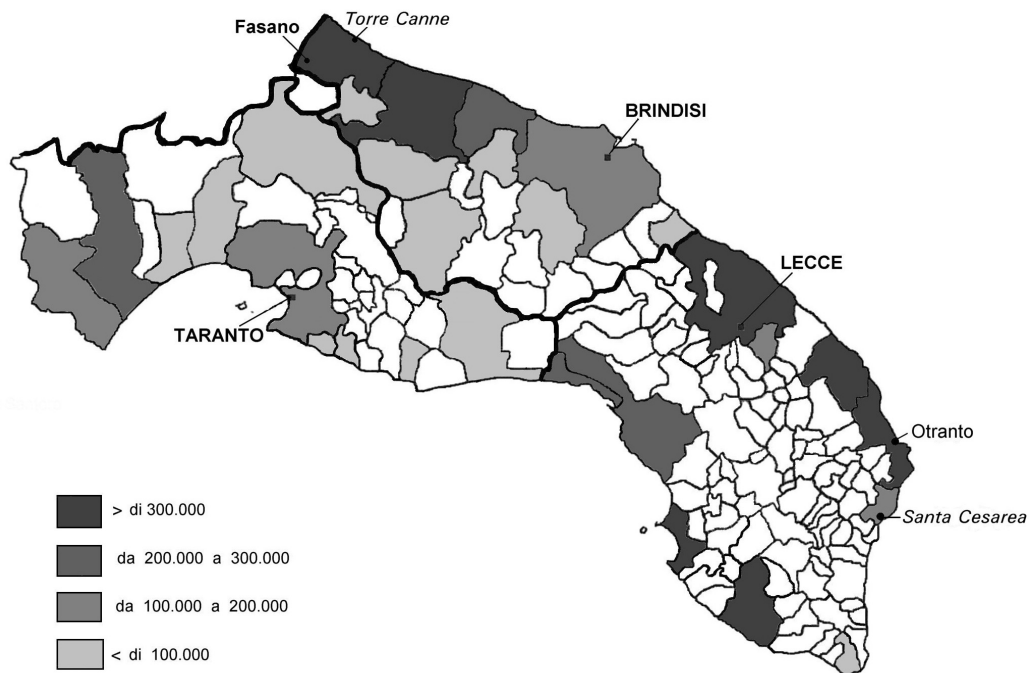 Torre Canne
Fasano
BRINDISI
LECCE
TARANTO
Otranto
Santa Cesarea
> di 300.000
da 200.000 a 300.000
da 100.000 a 200.000
< di 100.000